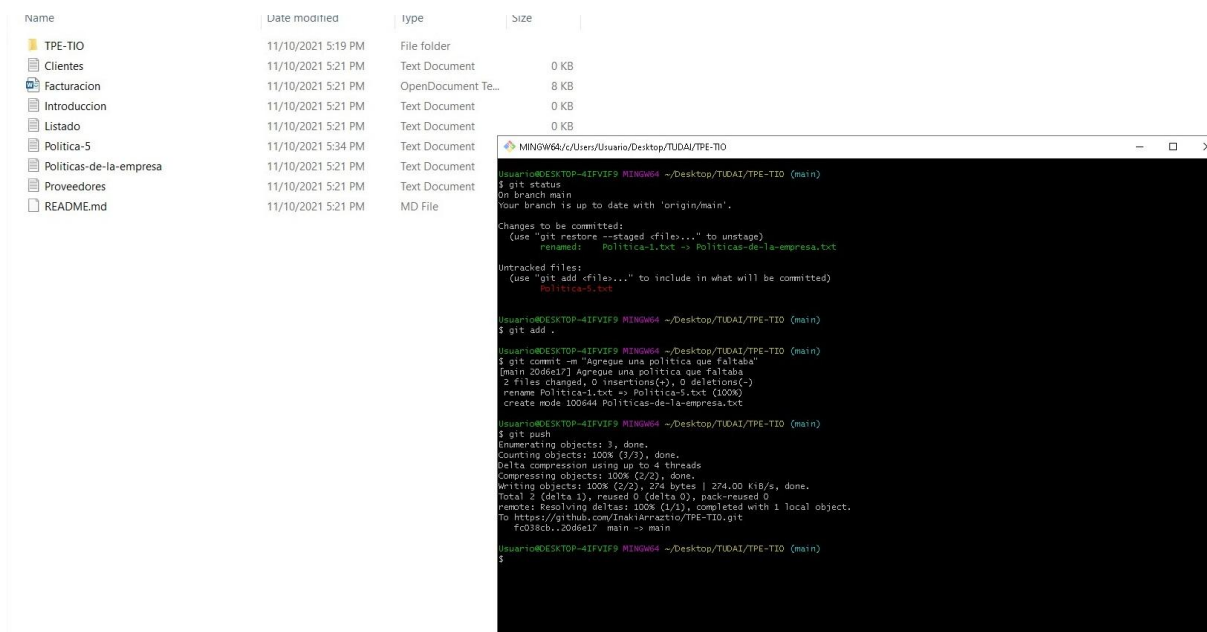 Name Date modified Type Size
TPE-TIO 11/10/2021 5:19 PM File folder
Clientes 11/10/2021 5:21 PM Text Document 0 KB
Facturacion 11/10/2021 5:21 PM OpenDocument Te... 8 KB
Introduccion 11/10/2021 5:21 PM Text Document 0 KB
Listado 11/10/2021 5:21 PM Text Document 0 KB
Politica-5 11/10/2021 5:34 PM Text Document
Politicas-de-la-empresa 11/10/2021 5:21 PM Text Document
Proveedores 11/10/2021 5:21 PM Text Document
README.md 11/10/2021 5:21 PM MD File
MINGW64:/c/Users/Usuario/Desktop/TUDAI/TPE-TIO
Usuario@DESKTOP-4IFVIF9 MINGW64 ~/Desktop/TUDAI/TPE-TIO (main)
$ git status
On branch main
Your branch is up to date with 'origin/main'.
Changes to be committed:
(use "git restore --staged <file>..." to unstage)
renamed: Politica-1.txt -> Politicas-de-la-empresa.txt
Untracked files:
(use "git add <file>..." to include in what will be committed)
Politica-5.txt
Usuario@DESKTOP-4IFVIF9 MINGW64 ~/Desktop/TUDAI/TPE-TIO (main)
$ git add .
Usuario@DESKTOP-4IFVIF9 MINGW64 ~/Desktop/TUDAI/TPE-TIO (main)
$ git commit -m "Agregue una politica que faltaba"
[main 20d6e17] Agregue una politica que faltaba
2 files changed, 0 insertions(+), 0 deletions(-)
rename Politica-1.txt => Politica-5.txt (100%)
create mode 100644 Politicas-de-la-empresa.txt
Usuario@DESKTOP-4IFVIF9 MINGW64 ~/Desktop/TUDAI/TPE-TIO (main)
$ git push
Enumerating objects: 3, done.
Counting objects: 100% (3/3), done.
Delta compression using up to 4 threads
Compressing objects: 100% (2/2), done.
Writing objects: 100% (2/2), 274 bytes | 274.00 KiB/s, done.
Total 2 (delta 1), reused 0 (delta 0), pack-reused 0
remote: Resolving deltas: 100% (1/1), completed with 1 local object.
To https://github.com/InakiArraztio/TPE-TIO.git
fc038cb..20d6e17 main -> main
Usuario@DESKTOP-4IFVIF9 MINGW64 ~/Desktop/TUDAI/TPE-TIO (main)
$